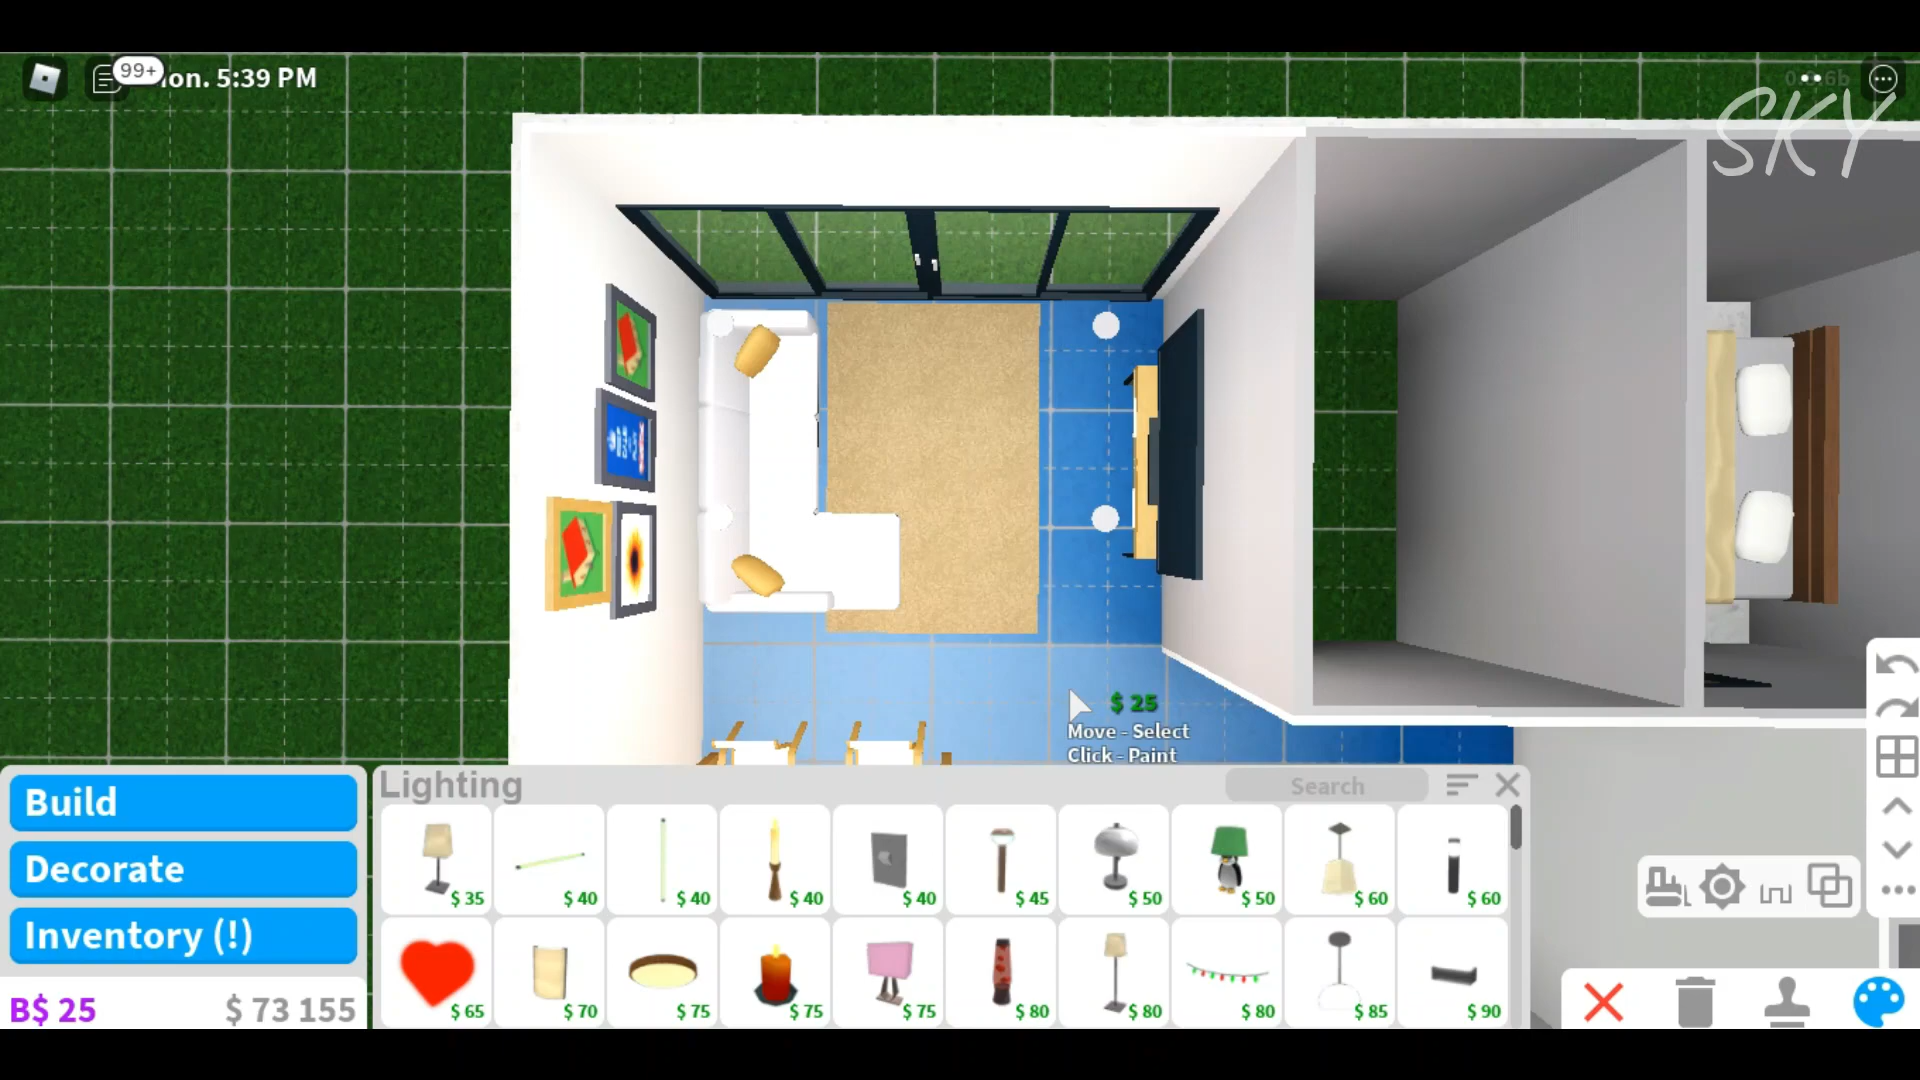 99+
on. 5:39 PM
SKY
$ 25
Move - Select
Click - Paint
Build
Decorate
Inventory (!)
B$ 25
$ 73 155
Lighting
Search
$ 35
$ 40
$ 40
$ 40
$ 40
$ 45
$ 50
$ 50
$ 60
$ 60
$ 65
$ 70
$ 75
$ 75
$ 75
$ 80
$ 80
$ 80
$ 85
$ 90